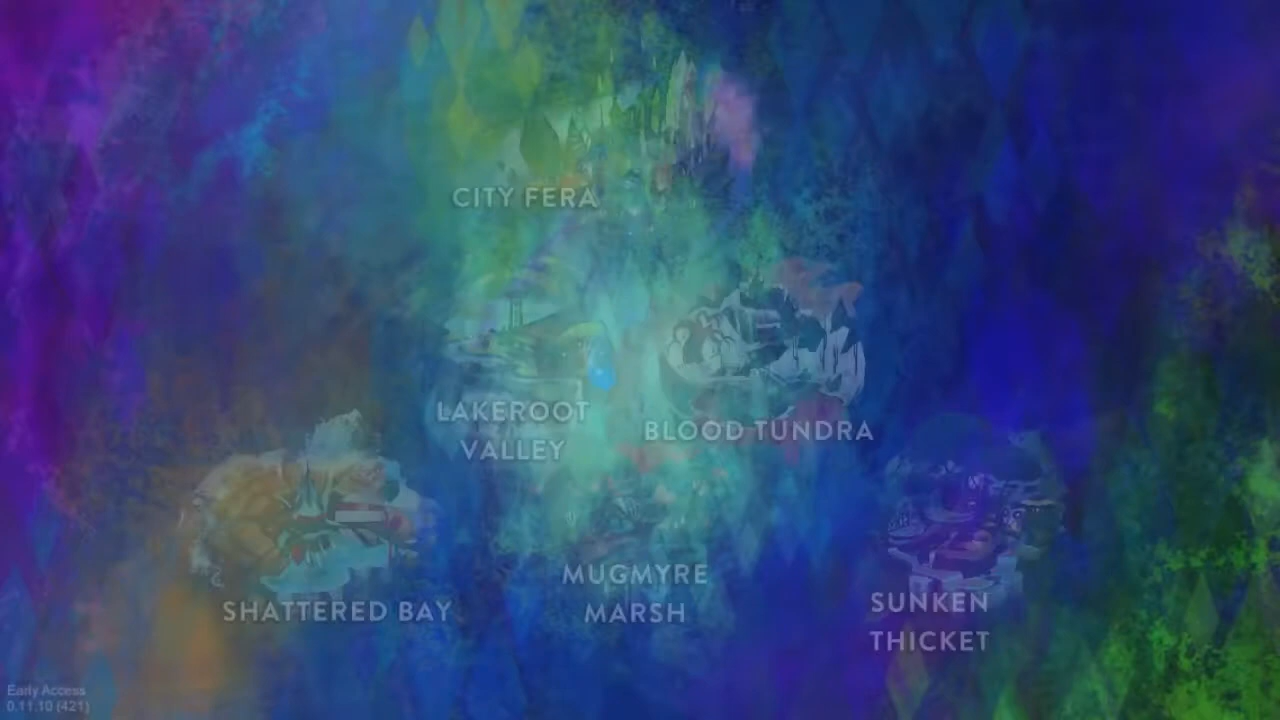 CITY FERA
LAKEROOT
VALLEY
BLOOD TUNDRA
MUGMYRE
MARSH
SHATTERED BAY
SUNKEN
THICKET
Early Access
0.11.10 (421)